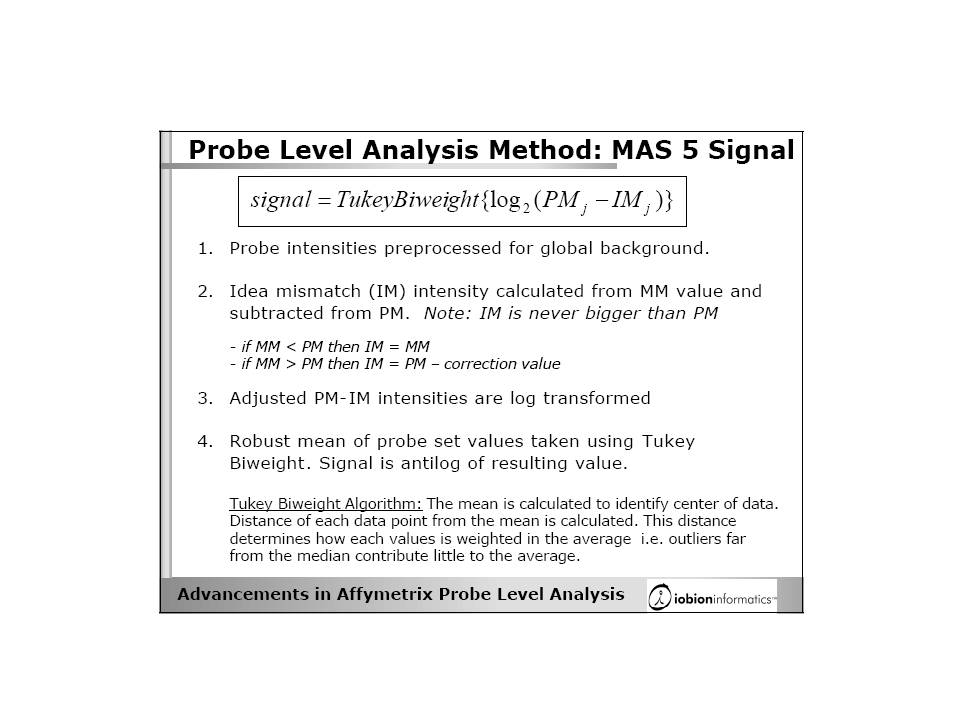 Probe Level Analysis Method: MAS 5 Signal
signal = TukeyBiweight{log₂(PMⱼ − IMⱼ)}
1. Probe intensities preprocessed for global background.
2. Idea mismatch (IM) intensity calculated from MM value and
subtracted from PM. Note: IM is never bigger than PM
- if MM < PM then IM = MM
- if MM > PM then IM = PM – correction value
3. Adjusted PM-IM intensities are log transformed
4. Robust mean of probe set values taken using Tukey
Biweight. Signal is antilog of resulting value.
Tukey Biweight Algorithm: The mean is calculated to identify center of data.
Distance of each data point from the mean is calculated. This distance
determines how each values is weighted in the average i.e. outliers far
from the median contribute little to the average.
Advancements in Affymetrix Probe Level Analysis
iobioninformatics™